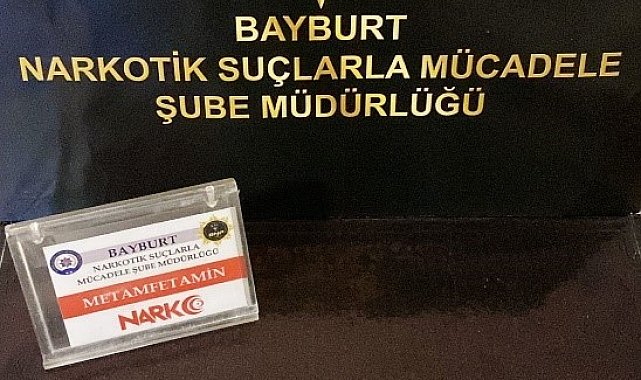 BAYBURT
NARKOTİK SUÇLARLA MÜCADELE
ŞUBE MÜDÜRLÜĞÜ
BAYBURT
NARKOTİK SUÇLARLA
MÜCADELE ŞUBE MÜDÜRLÜĞÜ
METAMFETAMİN
NARKO